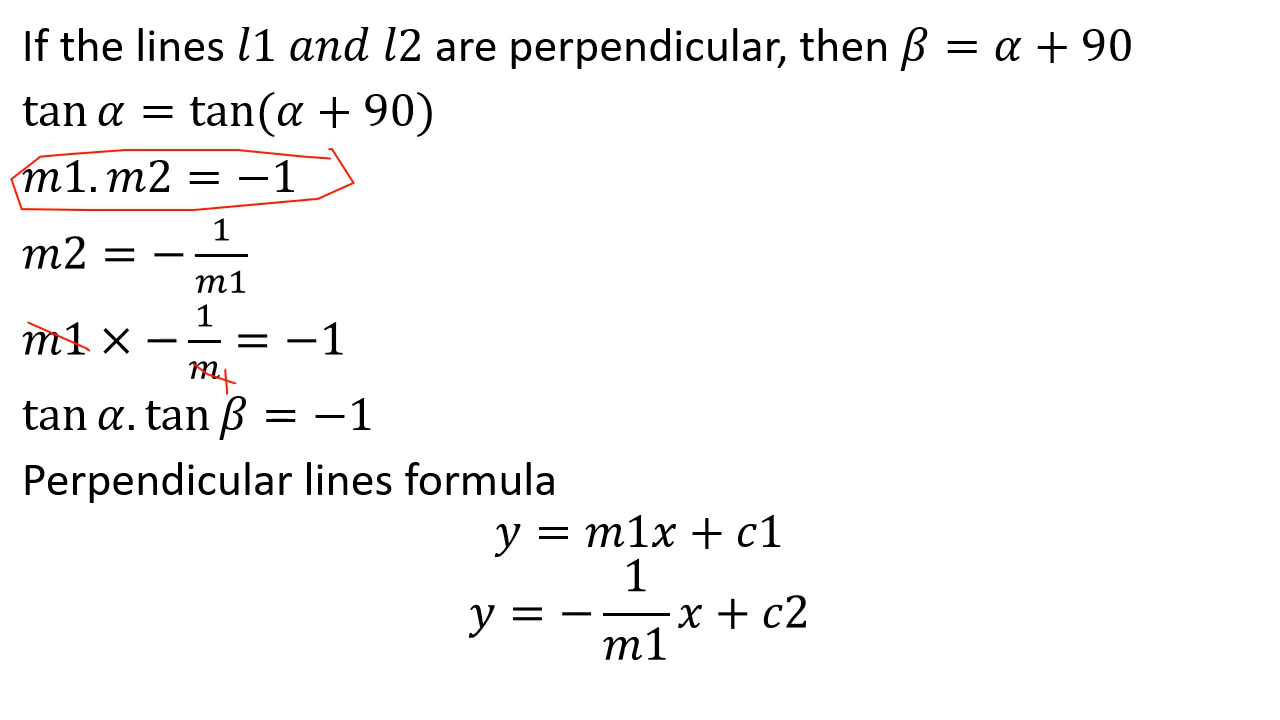 If the lines l1 and l2 are perpendicular, then β = α + 90
tan α = tan(α + 90)
m1. m2 = −1
m2 = − 1/m1
m1 × − 1/m = −1
tan α. tan β = −1
Perpendicular lines formula
y = m1x + c1
y = − 1/m1 x + c2